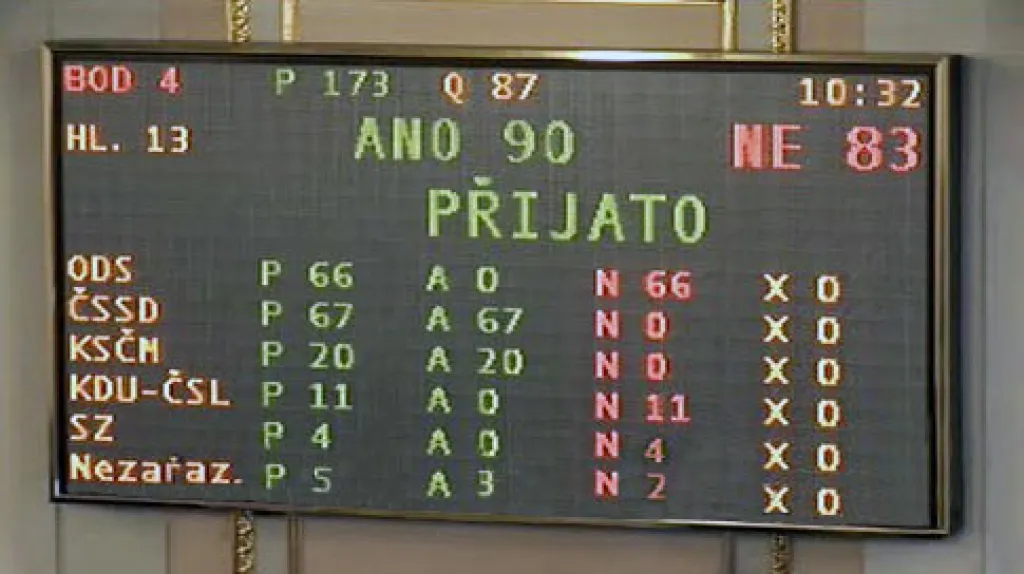 BOD 4 P 173 Q 87 10:32
HL. 13 ANO 90 NE 83
PŘIJATO
ODS P 66 A 0 N 66 X 0
ČSSD P 67 A 67 N 0 X 0
KSČM P 20 A 20 N 0 X 0
KDU-ČSL P 11 A 0 N 11 X 0
SZ P 4 A 0 N 4 X 0
Nezařaz. P 5 A 3 N 2 X 0